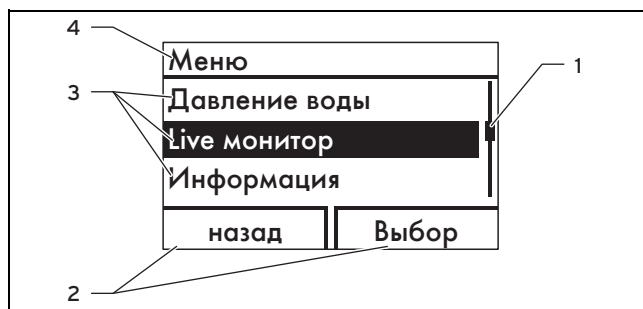 4
Меню
1
3
Давление воды
Live монитор
Информация
назад Выбор
2